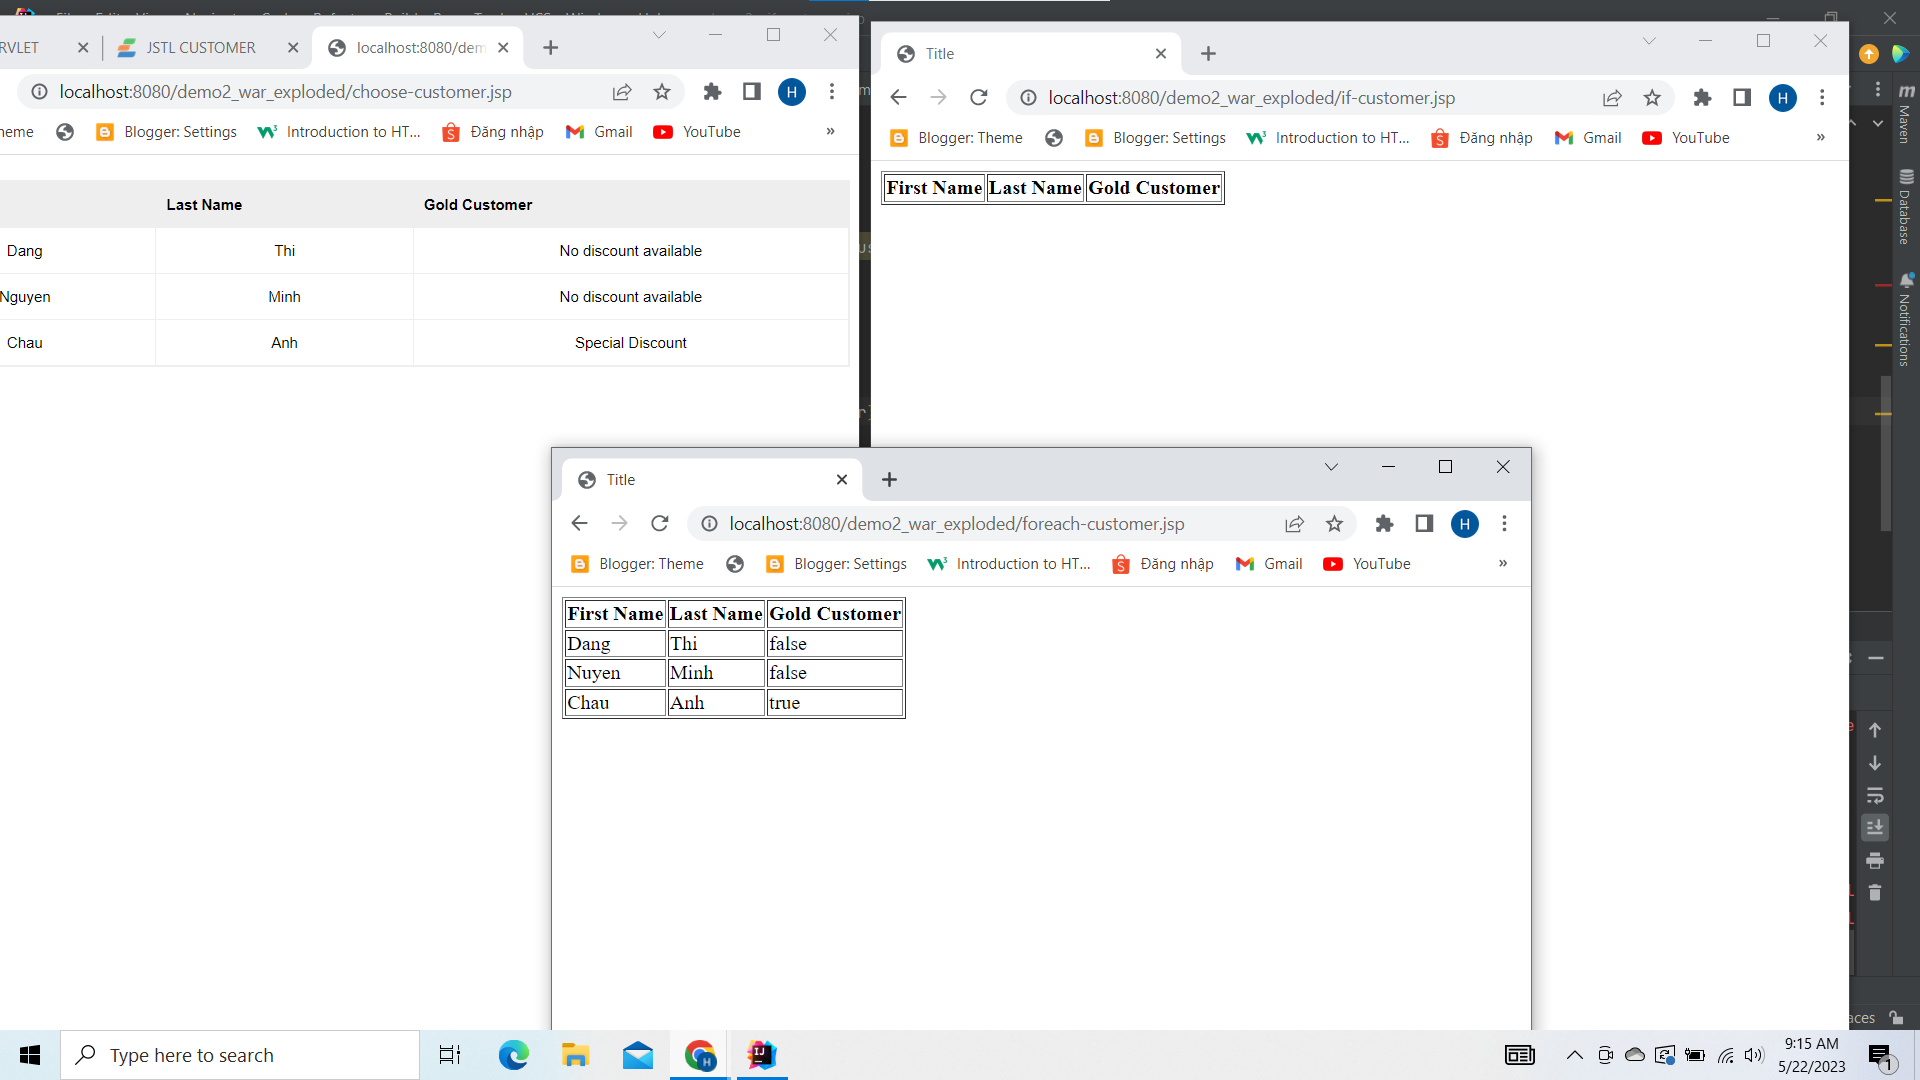 RVLET
JSTL CUSTOMER
localhost:8080/dem
localhost:8080/demo2_war_exploded/choose-customer.jsp
heme
Blogger: Settings
Introduction to HT...
Đăng nhập
Gmail
YouTube
»
Last Name
Gold Customer
Dang
Thi
No discount available
Nguyen
Minh
No discount available
Chau
Anh
Special Discount
Title
localhost:8080/demo2_war_exploded/if-customer.jsp
H
Blogger: Theme
Blogger: Settings
Introduction to HT...
Đăng nhập
Gmail
YouTube
»
First Name
Last Name
Gold Customer
H
Title
localhost:8080/demo2_war_exploded/foreach-customer.jsp
H
Blogger: Theme
Blogger: Settings
Introduction to HT...
Đăng nhập
Gmail
YouTube
»
First Name
Last Name
Gold Customer
Dang
Thi
false
Nuyen
Minh
false
Chau
Anh
true
Maven
Database
Notifications
aces
Type here to search
9:15 AM
5/22/2023
1